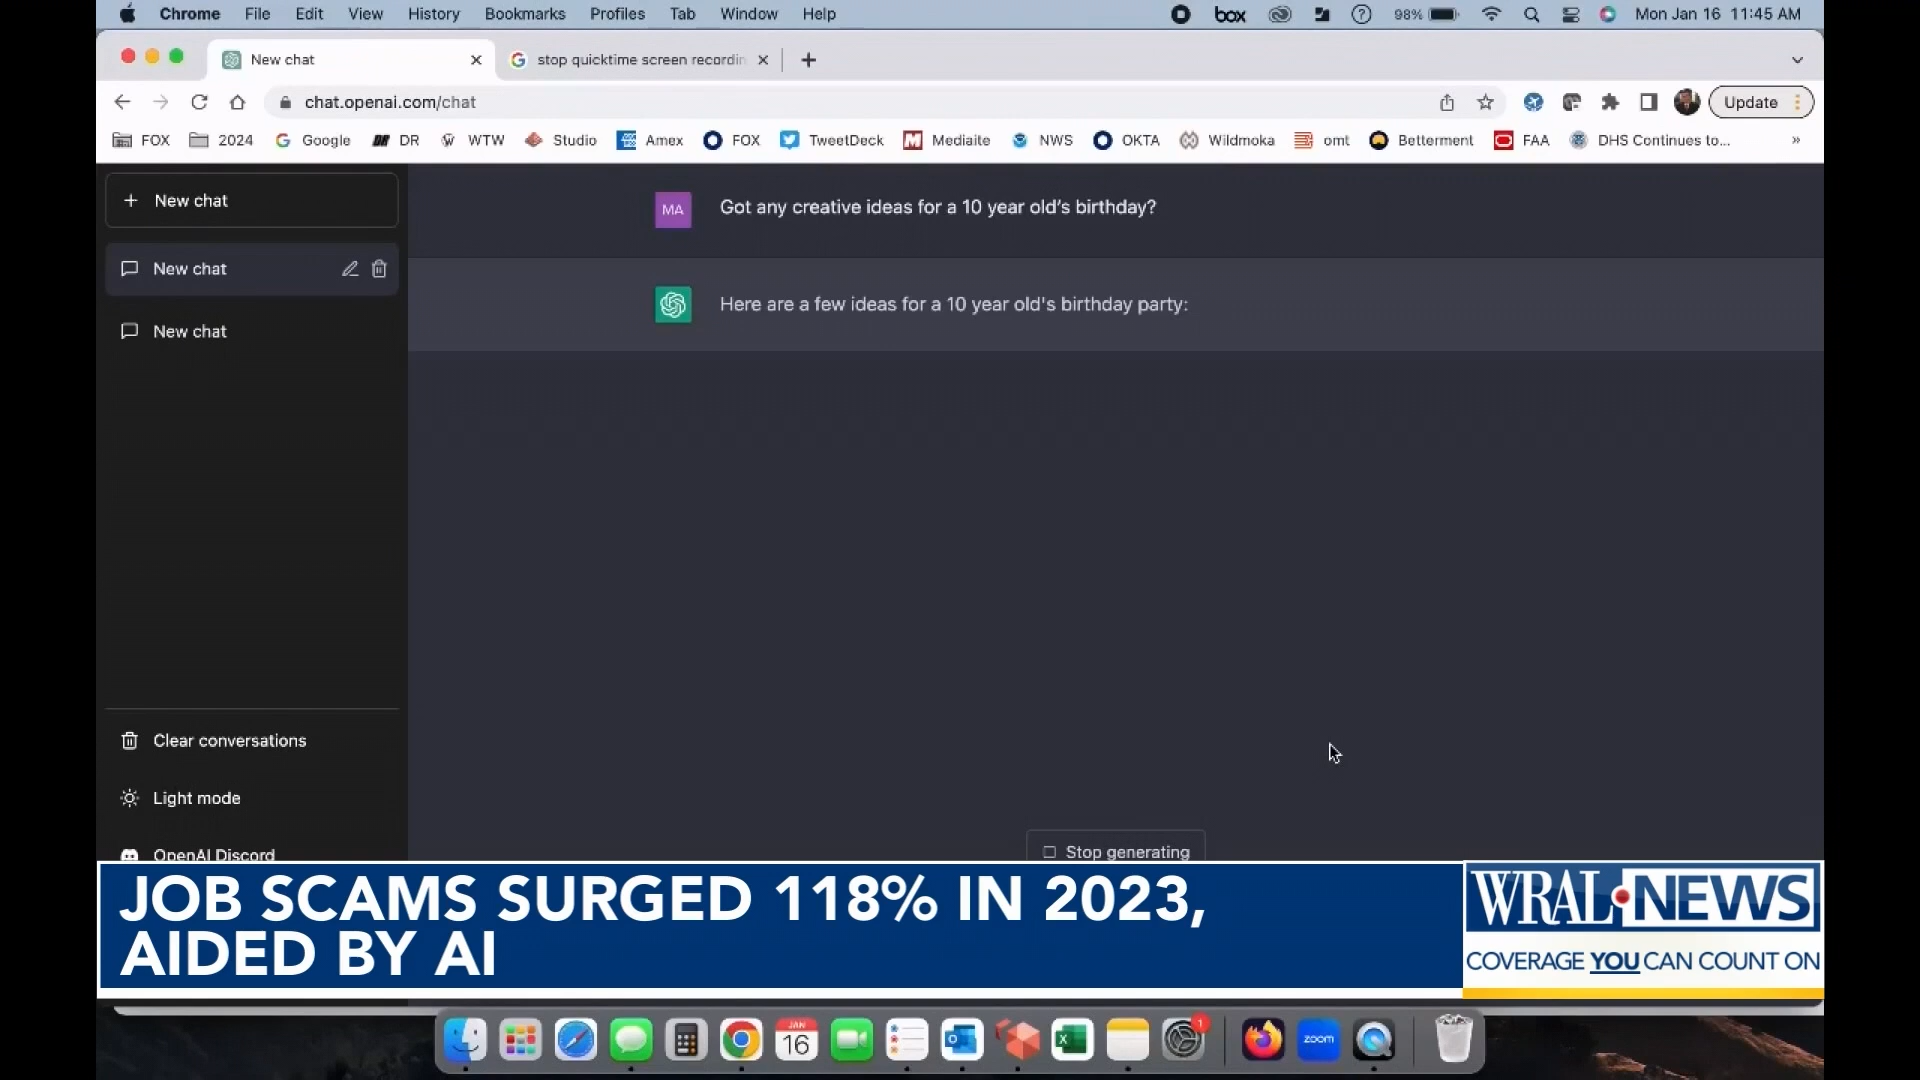 Chrome File Edit View History Bookmarks Profiles Tab Window Help box 98% Mon Jan 16 11:45 AM
New chat stop quicktime screen recordin
chat.openai.com/chat Update
FOX 2024 Google DR WTW Studio Amex FOX TweetDeck Mediaite NWS OKTA Wildmoka omt Betterment FAA DHS Continues to... »
New chat
New chat
New chat
MA Got any creative ideas for a 10 year old's birthday?
Here are a few ideas for a 10 year old's birthday party:
Clear conversations
Light mode
OpenAI Discord
Stop generating
JOB SCAMS SURGED 118% IN 2023,
AIDED BY AI
WRAL NEWS
COVERAGE YOU CAN COUNT ON
JAN
16
1
zoom